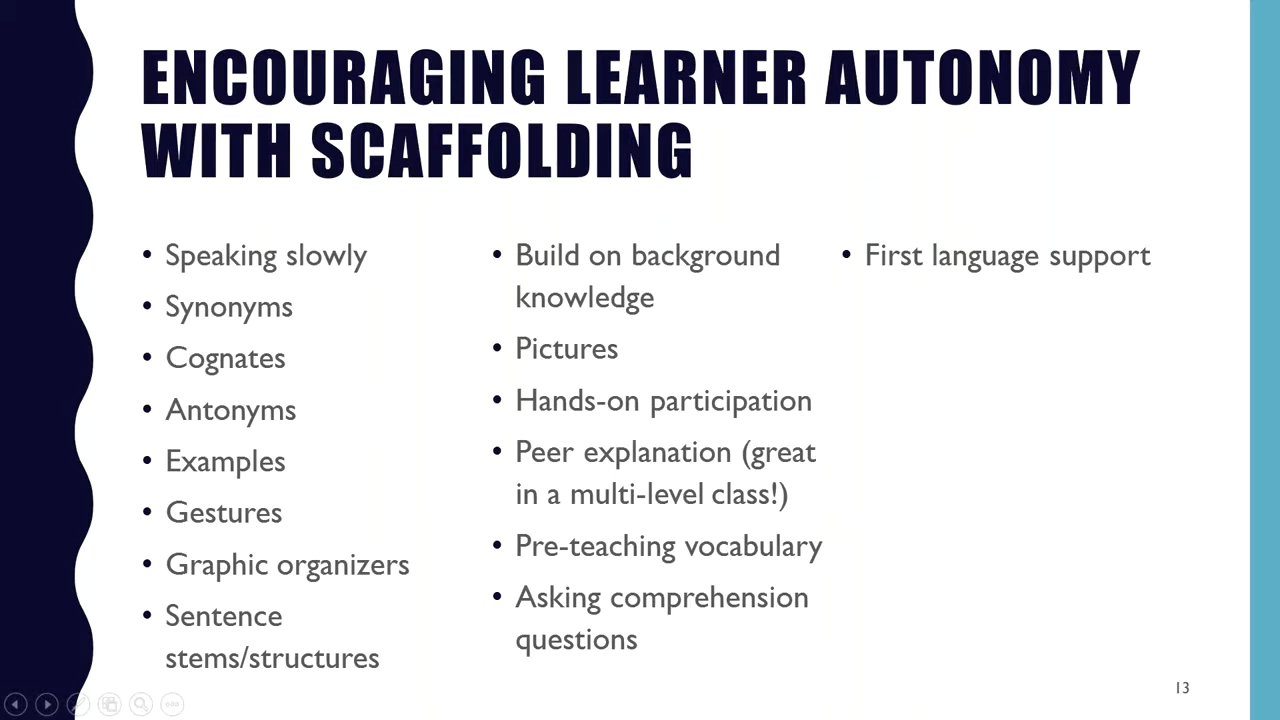 ENCOURAGING LEARNER AUTONOMY
WITH SCAFFOLDING
• Speaking slowly
• Synonyms
• Cognates
• Antonyms
• Examples
• Gestures
• Graphic organizers
• Sentence
stems/structures
• Build on background
knowledge
• Pictures
• Hands-on participation
• Peer explanation (great
in a multi-level class!)
• Pre-teaching vocabulary
• Asking comprehension
questions
• First language support
13